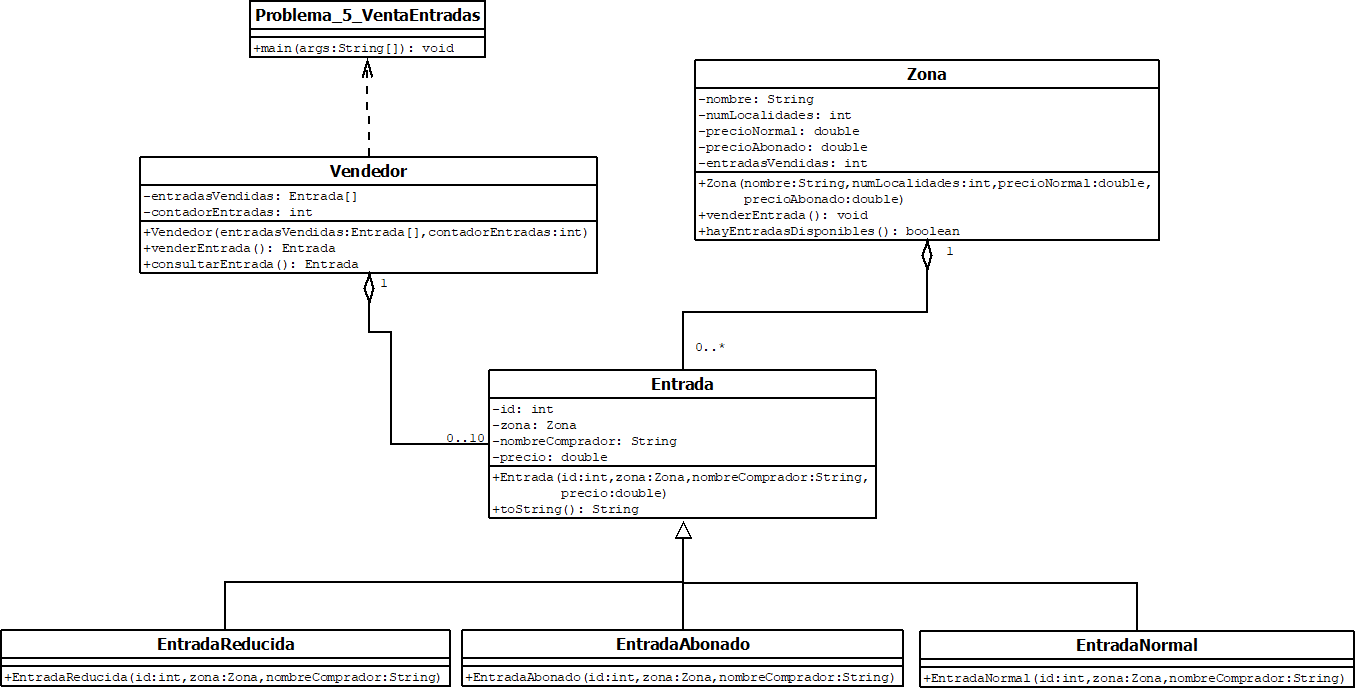 Problema_5_VentaEntradas
+main(args:String[]): void
Zona
-nombre: String
-numLocalidades: int
-precioNormal: double
-precioAbonado: double
-entradasVendidas: int
+Zona(nombre:String,numLocalidades:int,precioNormal:double,
precioAbonado:double)
+venderEntrada(): void
+hayEntradasDisponibles(): boolean
1
Vendedor
-entradasVendidas: Entrada[]
-contadorEntradas: int
+Vendedor(entradasVendidas:Entrada[],contadorEntradas:int)
+venderEntrada(): Entrada
+consultarEntrada(): Entrada
1
0..*
0..10
Entrada
-id: int
-zona: Zona
-nombreComprador: String
-precio: double
+Entrada(id:int,zona:Zona,nombreComprador:String,
precio:double)
+toString(): String
EntradaReducida
+EntradaReducida(id:int,zona:Zona,nombreComprador:String)
EntradaAbonado
+EntradaAbonado(id:int,zona:Zona,nombreComprador:String)
EntradaNormal
+EntradaNormal(id:int,zona:Zona,nombreComprador:String)